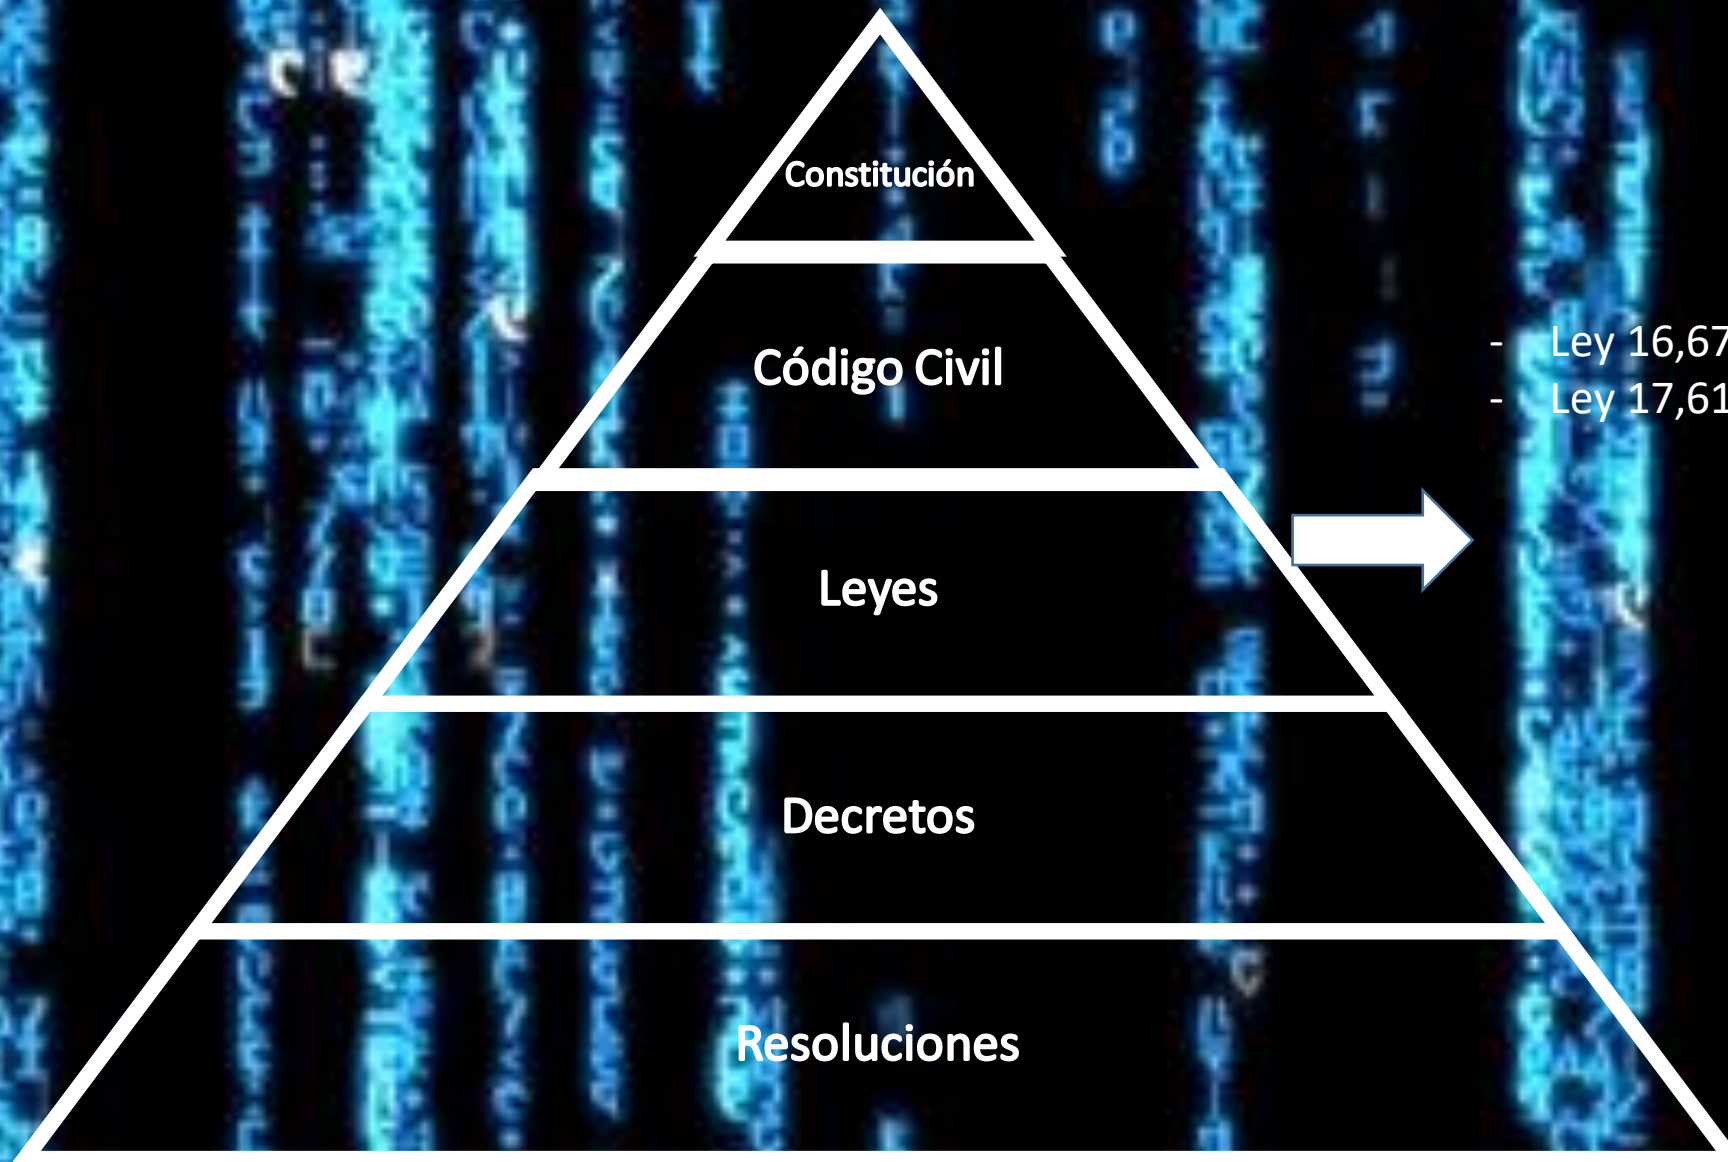 Constitución
Código Civil
- Ley 16,67
- Ley 17,61
Leyes
Decretos
Resoluciones